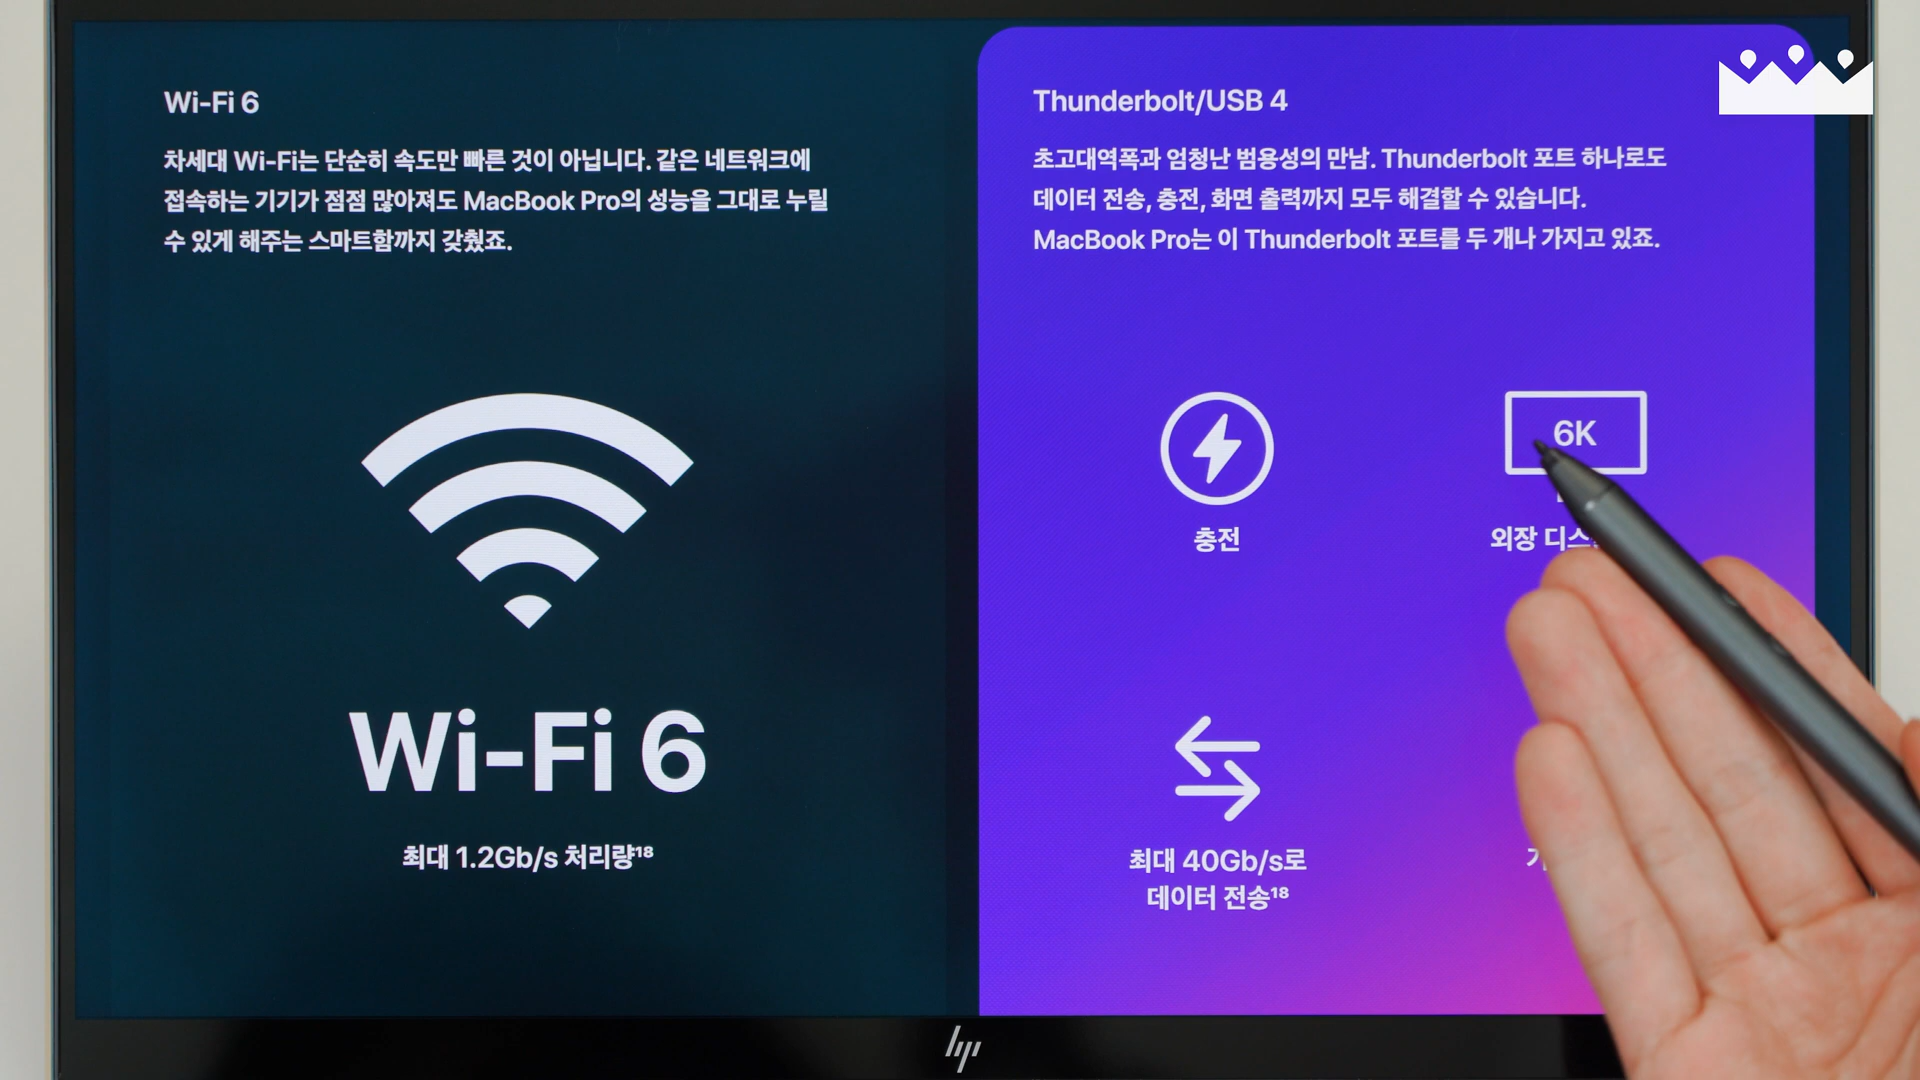 Wi-Fi 6
차세대 Wi-Fi는 단순히 속도만 빠른 것이 아닙니다. 같은 네트워크에
접속하는 기기가 점점 많아져도 MacBook Pro의 성능을 그대로 누릴
수 있게 해주는 스마트함까지 갖췄죠.
Wi-Fi 6
최대 1.2Gb/s 처리량¹⁸
Thunderbolt/USB 4
초고대역폭과 엄청난 범용성의 만남. Thunderbolt 포트 하나로도
데이터 전송, 충전, 화면 출력까지 모두 해결할 수 있습니다.
MacBook Pro는 이 Thunderbolt 포트를 두 개나 가지고 있죠.
충전
6K
외장
최대 40Gb/s로
데이터 전송¹⁸
hp